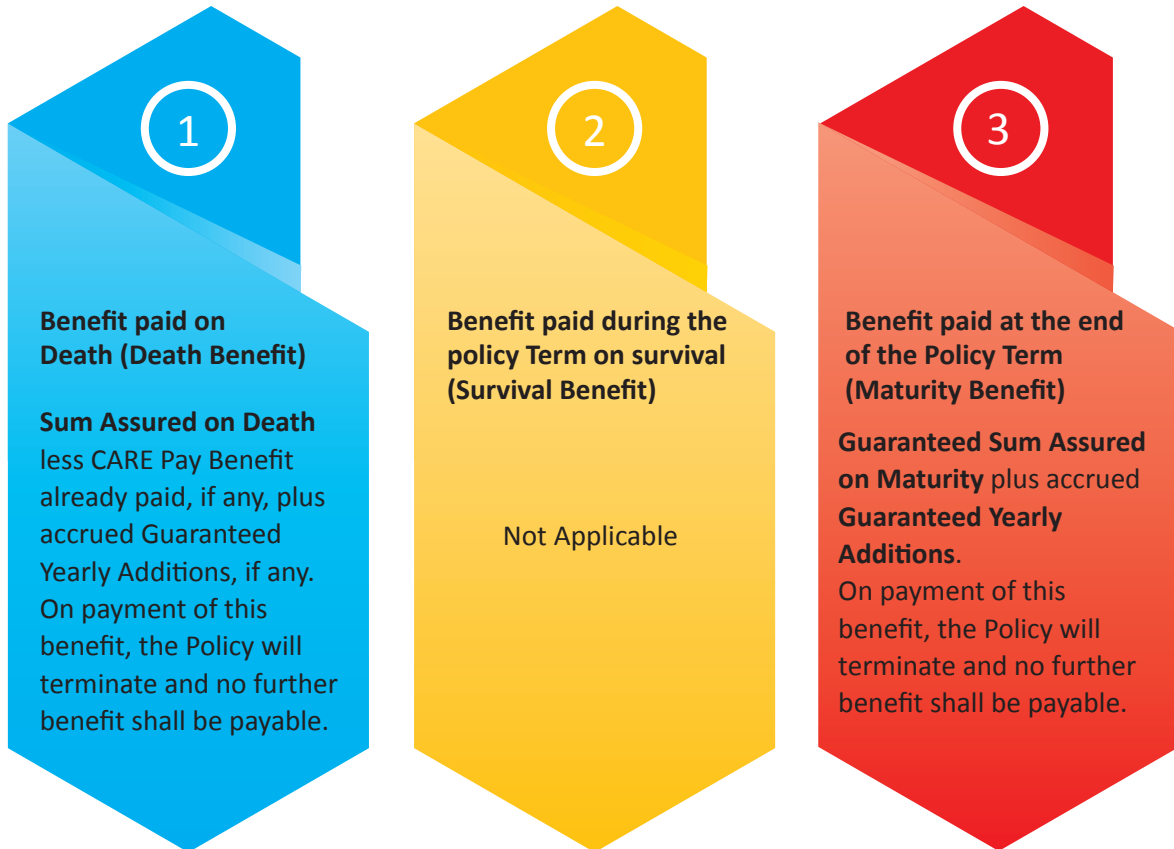 1
Benefit paid on
Death (Death Benefit)
Sum Assured on Death
less CARE Pay Benefit
already paid, if any, plus
accrued Guaranteed
Yearly Additions, if any.
On payment of this
benefit, the Policy will
terminate and no further
benefit shall be payable.
2
Benefit paid during the
policy Term on survival
(Survival Benefit)
Not Applicable
3
Benefit paid at the end
of the Policy Term
(Maturity Benefit)
Guaranteed Sum Assured
on Maturity plus accrued
Guaranteed Yearly
Additions.
On payment of this
benefit, the Policy will
terminate and no further
benefit shall be payable.